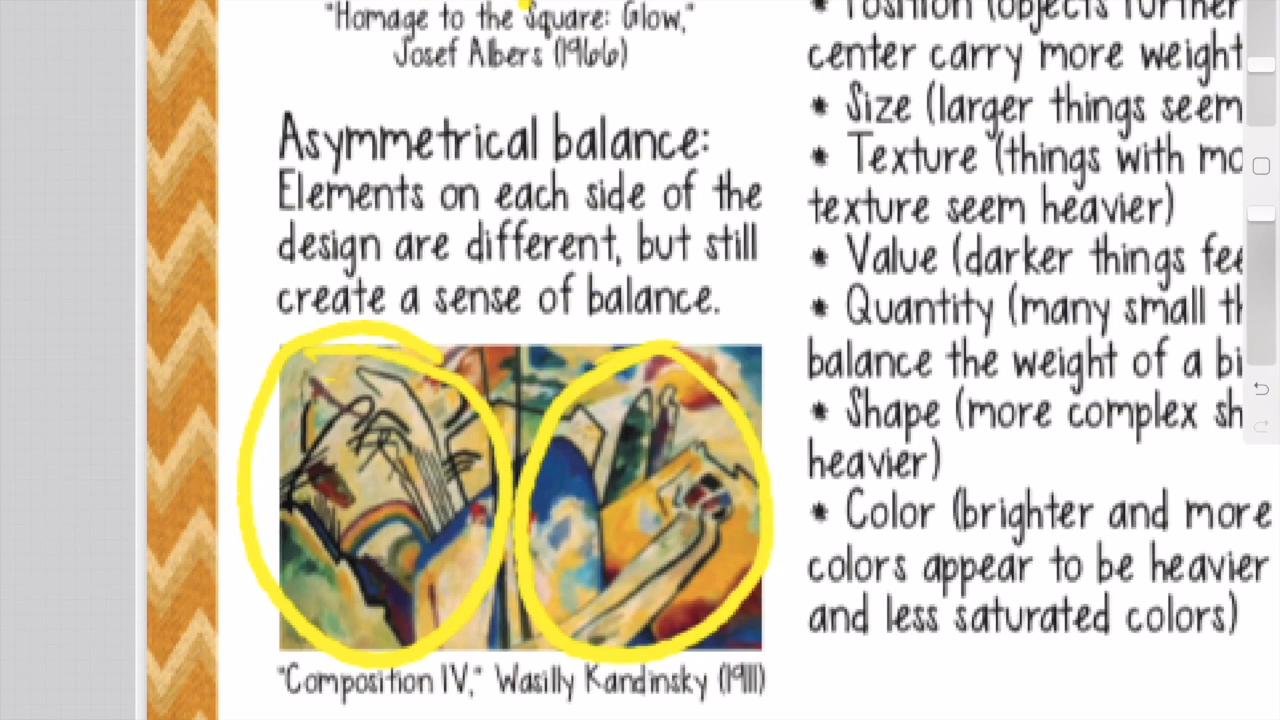 "Homage to the Square: Glow,"
Josef Albers (1966)
Asymmetrical balance:
Elements on each side of the
design are different, but still
create a sense of balance.
"Composition IV," Wasilly Kandinsky (1911)
* Position (objects further
center carry more weight
* Size (larger things seem
* Texture (things with mo
texture seem heavier)
* Value (darker things fee
* Quantity (many small th
balance the weight of a bi
* Shape (more complex sh
heavier)
* Color (brighter and more
colors appear to be heavier
and less saturated colors)